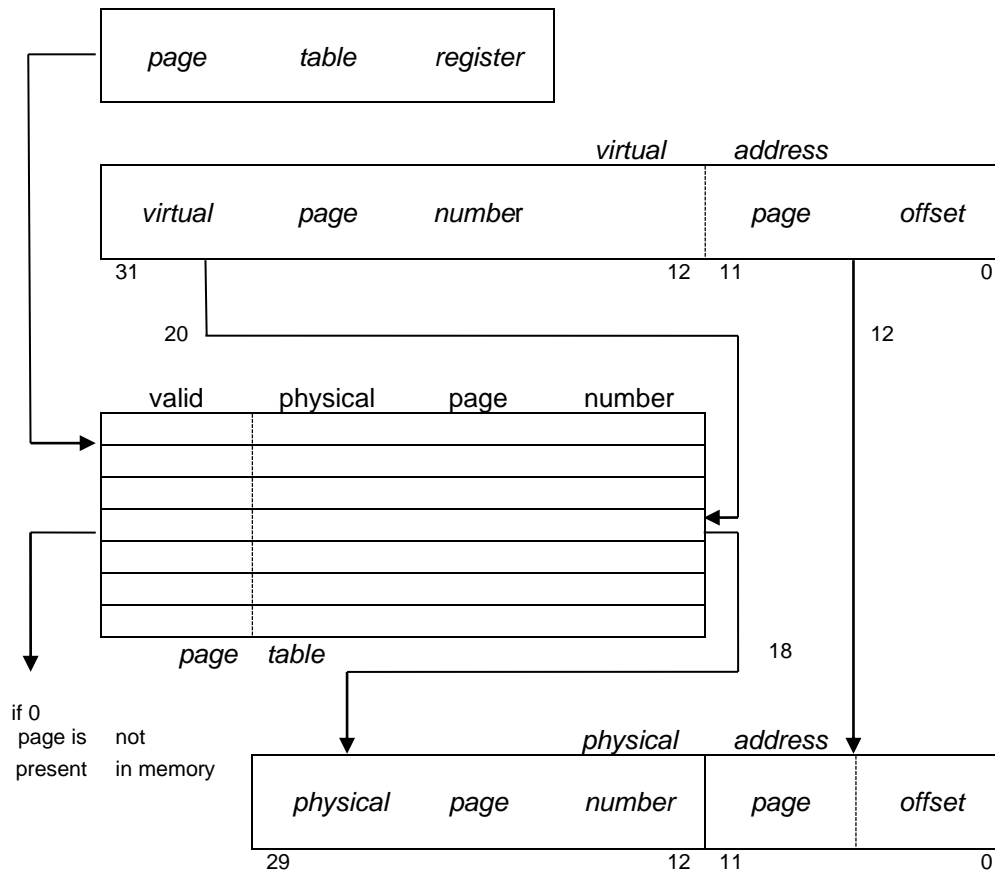 page table register
virtual address
virtual page number page offset
31 12 11 0
20 12
valid physical page number
page table
18
if 0
page is not
present in memory
physical address
physical page number page offset
29 12 11 0